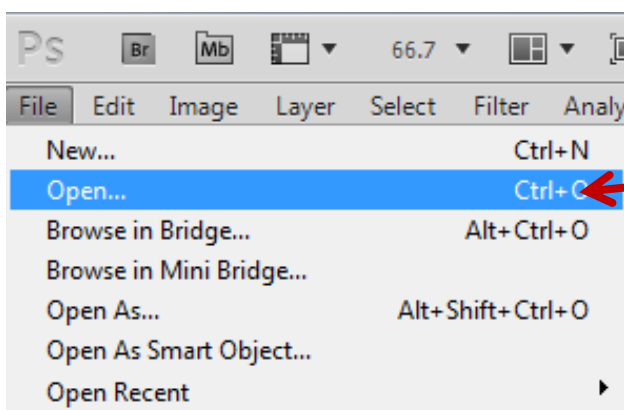 Ps Br Mb 66.7
File Edit Image Layer Select Filter Analy
New... Ctrl+N
Open... Ctrl+O
Browse in Bridge... Alt+Ctrl+O
Browse in Mini Bridge...
Open As... Alt+Shift+Ctrl+O
Open As Smart Object...
Open Recent